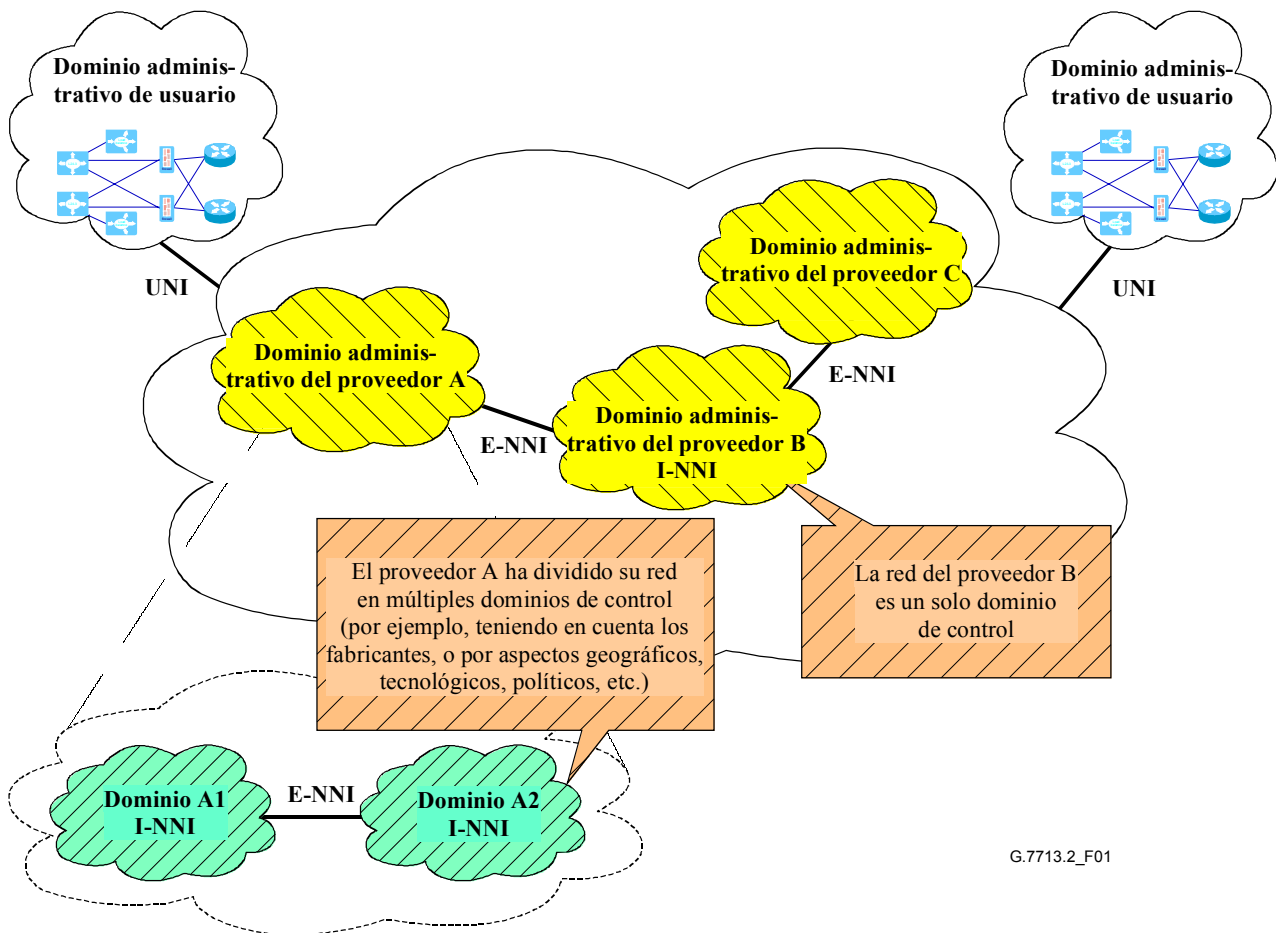 Dominio adminis-
trativo de usuario
Dominio adminis-
trativo de usuario
UNI
UNI
Dominio adminis-
trativo del proveedor C
Dominio adminis-
trativo del proveedor A
E-NNI
E-NNI
Dominio adminis-
trativo del proveedor B
I-NNI
El proveedor A ha dividido su red
en múltiples dominios de control
(por ejemplo, teniendo en cuenta los
fabricantes, o por aspectos geográficos,
tecnológicos, políticos, etc.)
La red del proveedor B
es un solo dominio
de control
Dominio A1
I-NNI
E-NNI
Dominio A2
I-NNI
G.7713.2_F01